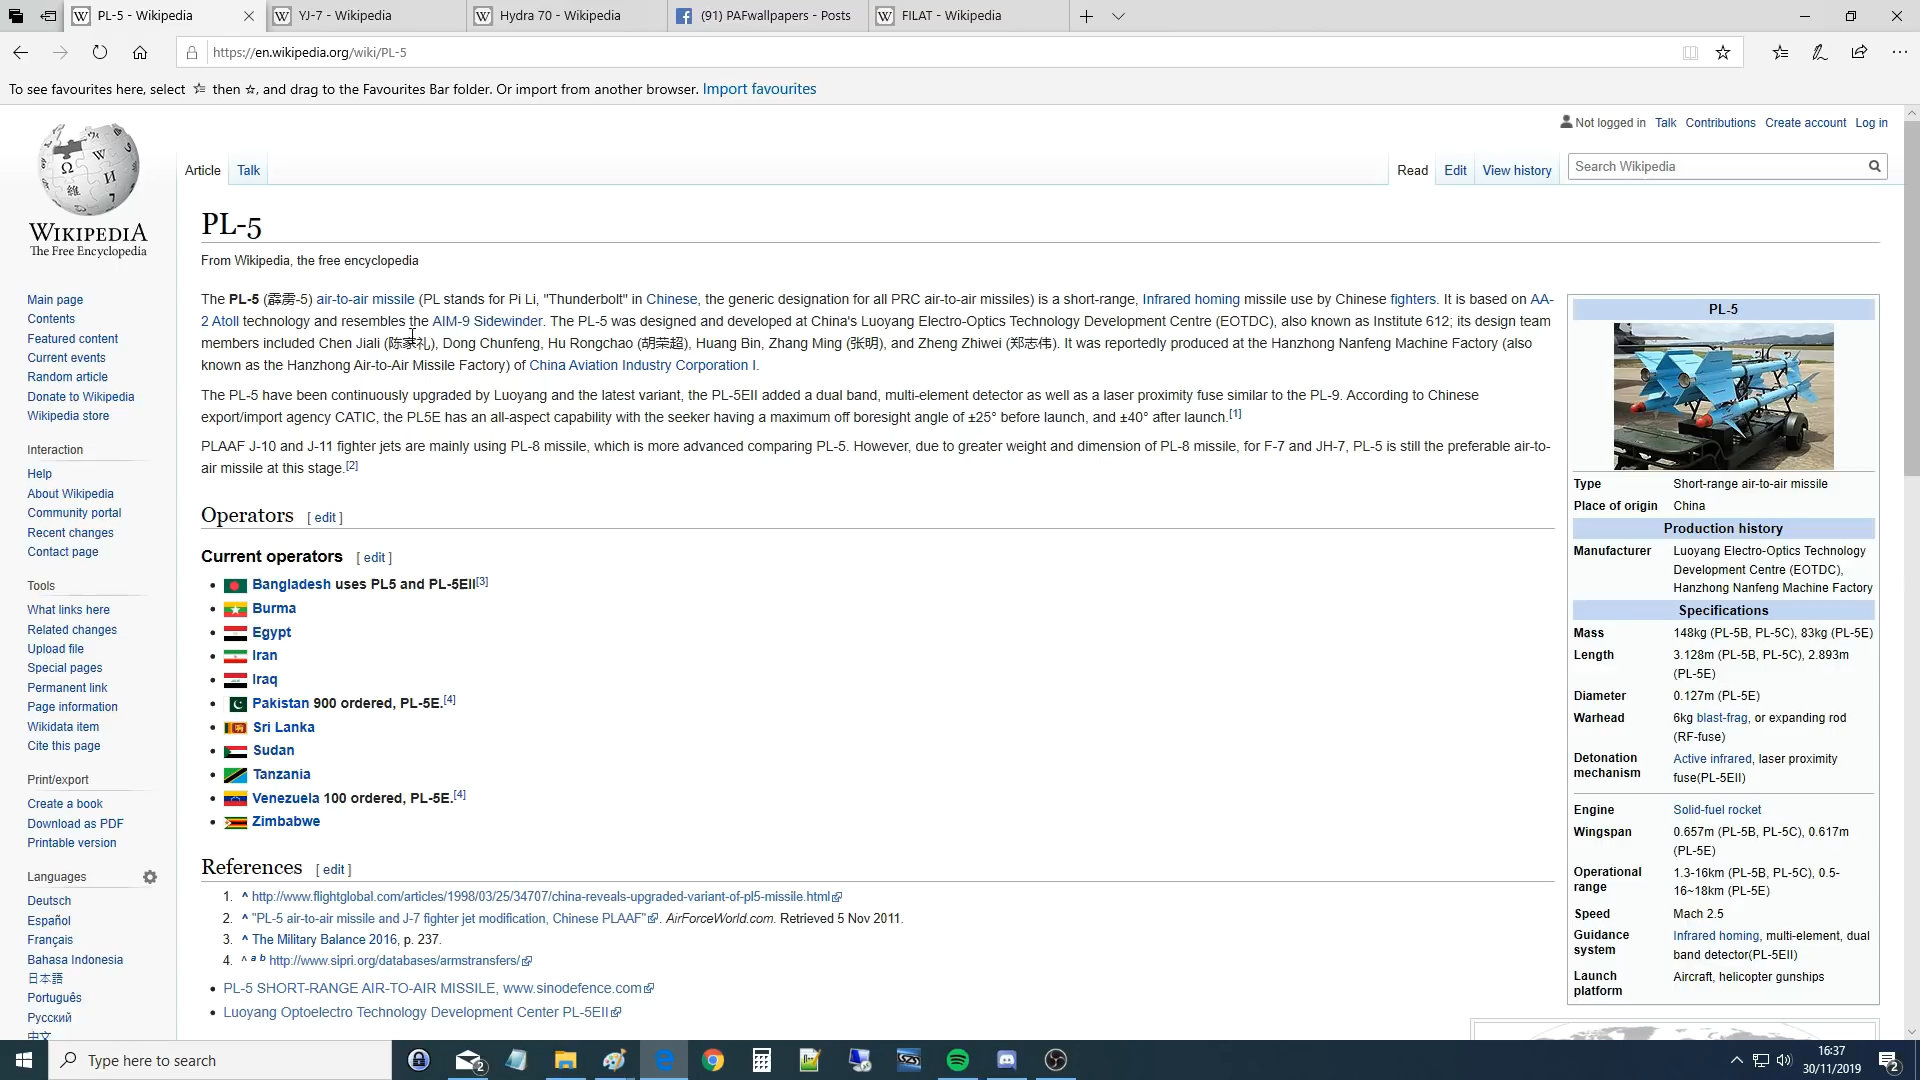 PL-5 - Wikipedia
YJ-7 - Wikipedia
Hydra 70 - Wikipedia
(91) PAFwallpapers - Posts
FILAT - Wikipedia
https://en.wikipedia.org/wiki/PL-5
To see favourites here, select then , and drag to the Favourites Bar folder. Or import from another browser. Import favourites
Not logged in Talk Contributions Create account Log in
Article Talk Read Edit View history Search Wikipedia
WIKIPEDIA
The Free Encyclopedia
Main page
Contents
Featured content
Current events
Random article
Donate to Wikipedia
Wikipedia store
Interaction
Help
About Wikipedia
Community portal
Recent changes
Contact page
Tools
What links here
Related changes
Upload file
Special pages
Permanent link
Page information
Wikidata item
Cite this page
Print/export
Create a book
Download as PDF
Printable version
Languages
Deutsch
Español
Français
Bahasa Indonesia
日本語
Português
Русский
中文
PL-5
From Wikipedia, the free encyclopedia
The PL-5 (霹雳-5) air-to-air missile (PL stands for Pi Li, "Thunderbolt" in Chinese, the generic designation for all PRC air-to-air missiles) is a short-range, Infrared homing missile use by Chinese fighters. It is based on AA-
2 Atoll technology and resembles the AIM-9 Sidewinder. The PL-5 was designed and developed at China's Luoyang Electro-Optics Technology Development Centre (EOTDC), also known as Institute 612; its design team
members included Chen Jiali (陈家礼), Dong Chunfeng, Hu Rongchao (胡荣超), Huang Bin, Zhang Ming (张明), and Zheng Zhiwei (郑志伟). It was reportedly produced at the Hanzhong Nanfeng Machine Factory (also
known as the Hanzhong Air-to-Air Missile Factory) of China Aviation Industry Corporation I.
The PL-5 have been continuously upgraded by Luoyang and the latest variant, the PL-5EII added a dual band, multi-element detector as well as a laser proximity fuse similar to the PL-9. According to Chinese
export/import agency CATIC, the PL5E has an all-aspect capability with the seeker having a maximum off boresight angle of ±25° before launch, and ±40° after launch.[1]
PLAAF J-10 and J-11 fighter jets are mainly using PL-8 missile, which is more advanced comparing PL-5. However, due to greater weight and dimension of PL-8 missile, for F-7 and JH-7, PL-5 is still the preferable air-to-
air missile at this stage.[2]
Operators [ edit ]
Current operators [ edit ]
Bangladesh uses PL5 and PL-5EII[3]
Burma
Egypt
Iran
Iraq
Pakistan 900 ordered, PL-5E.[4]
Sri Lanka
Sudan
Tanzania
Venezuela 100 ordered, PL-5E.[4]
Zimbabwe
References [ edit ]
1. ^ http://www.flightglobal.com/articles/1998/03/25/34707/china-reveals-upgraded-variant-of-pl5-missile.html
2. ^ "PL-5 air-to-air missile and J-7 fighter jet modification, Chinese PLAAF". AirForceWorld.com. Retrieved 5 Nov 2011.
3. ^ The Military Balance 2016, p. 237.
4. ^ a b http://www.sipri.org/databases/armstransfers/
PL-5 SHORT-RANGE AIR-TO-AIR MISSILE, www.sinodefence.com
Luoyang Optoelectro Technology Development Center PL-5EII
PL-5
Type Short-range air-to-air missile
Place of origin China
Production history
Manufacturer Luoyang Electro-Optics Technology
Development Centre (EOTDC),
Hanzhong Nanfeng Machine Factory
Specifications
Mass 148kg (PL-5B, PL-5C), 83kg (PL-5E)
Length 3.128m (PL-5B, PL-5C), 2.893m
(PL-5E)
Diameter 0.127m (PL-5E)
Warhead 6kg blast-frag, or expanding rod
(RF-fuse)
Detonation Active infrared, laser proximity
mechanism fuse(PL-5EII)
Engine Solid-fuel rocket
Wingspan 0.657m (PL-5B, PL-5C), 0.617m
(PL-5E)
Operational 1.3-16km (PL-5B, PL-5C), 0.5-
range 16~18km (PL-5E)
Speed Mach 2.5
Guidance Infrared homing, multi-element, dual
system band detector(PL-5EII)
Launch Aircraft, helicopter gunships
platform
Type here to search
2
16:37
30/11/2019
2